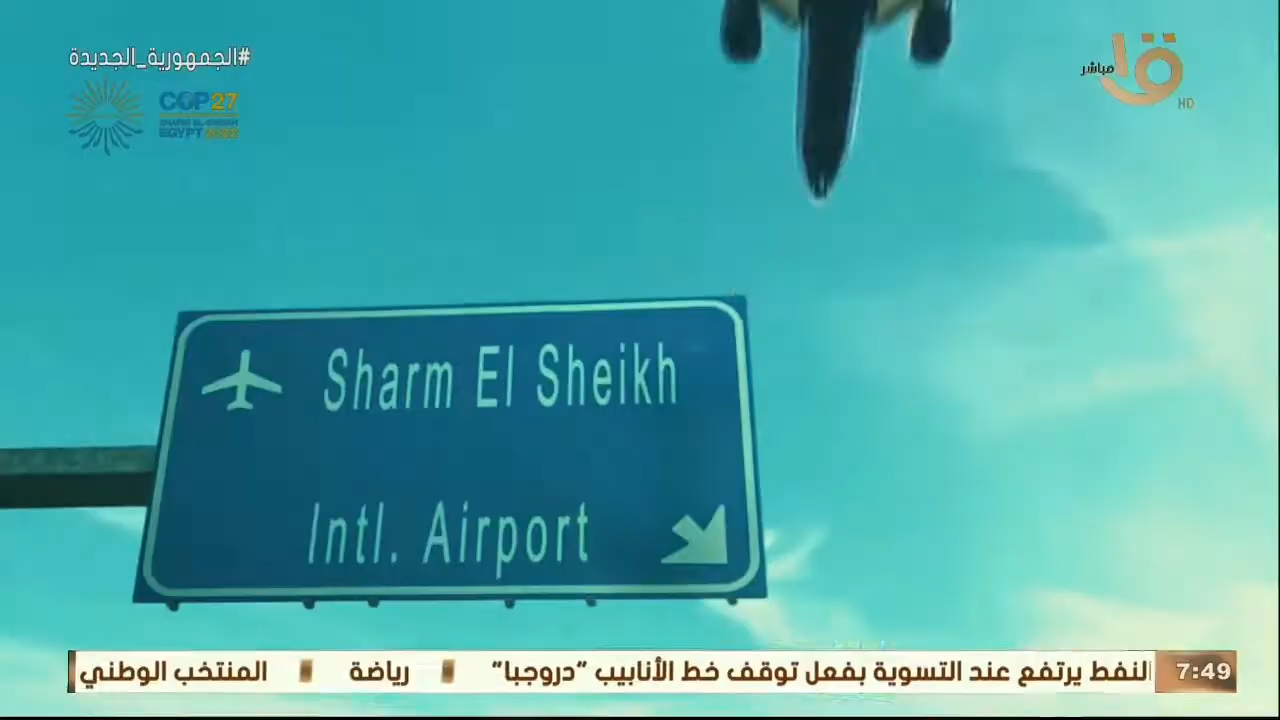 #الجمهورية_الجديدة
COP27
SHARM EL-SHEIKH
EGYPT 2022
مباشر
HD
Sharm El Sheikh
Intl. Airport
7:49
النفط يرتفع عند التسوية بفعل توقف خط الأنابيب "دروجبا" رياضة المنتخب الوطني